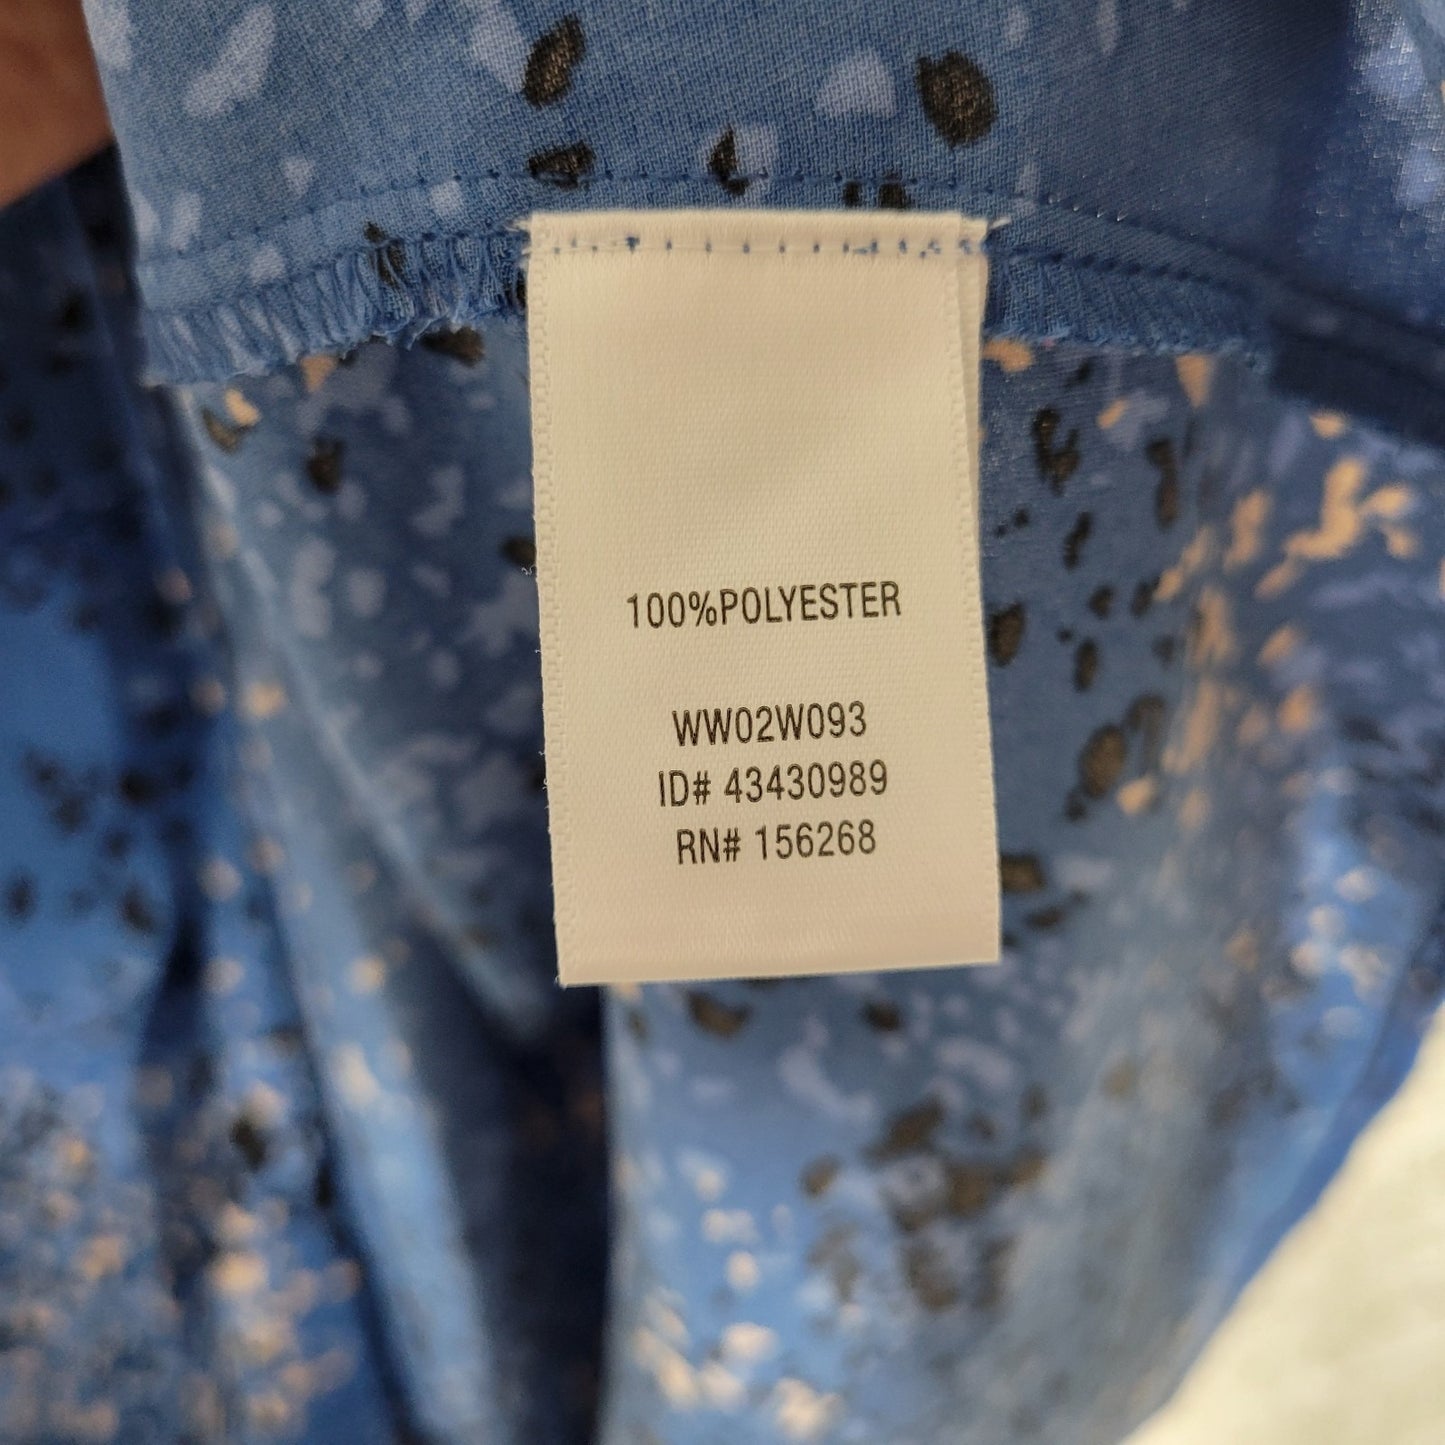 100%POLYESTER
WW02W093
ID# 43430989
RN# 156268